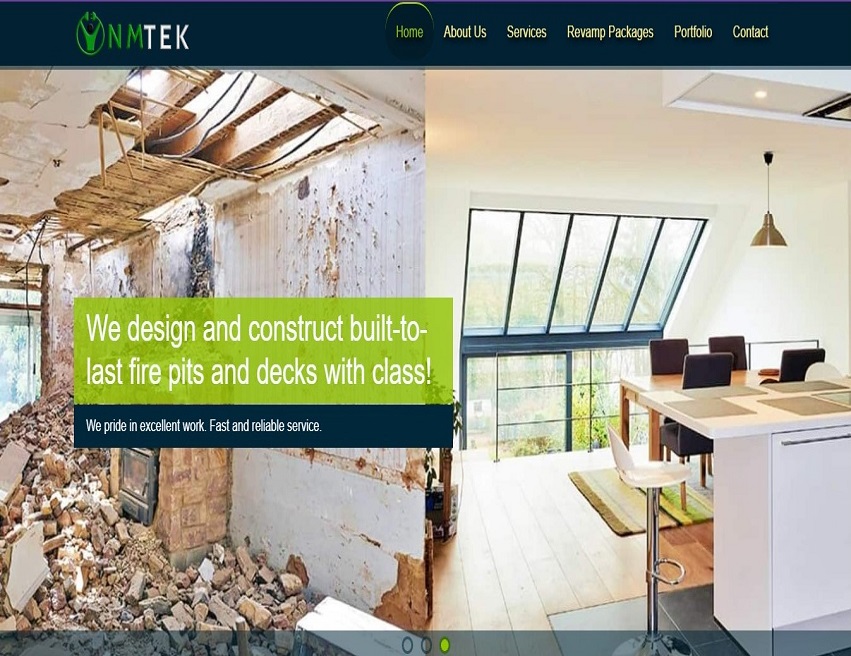 NMTEK
Home About Us Services Revamp Packages Portfolio Contact
We design and construct built-to-
last fire pits and decks with class!
We pride in excellent work. Fast and reliable service.